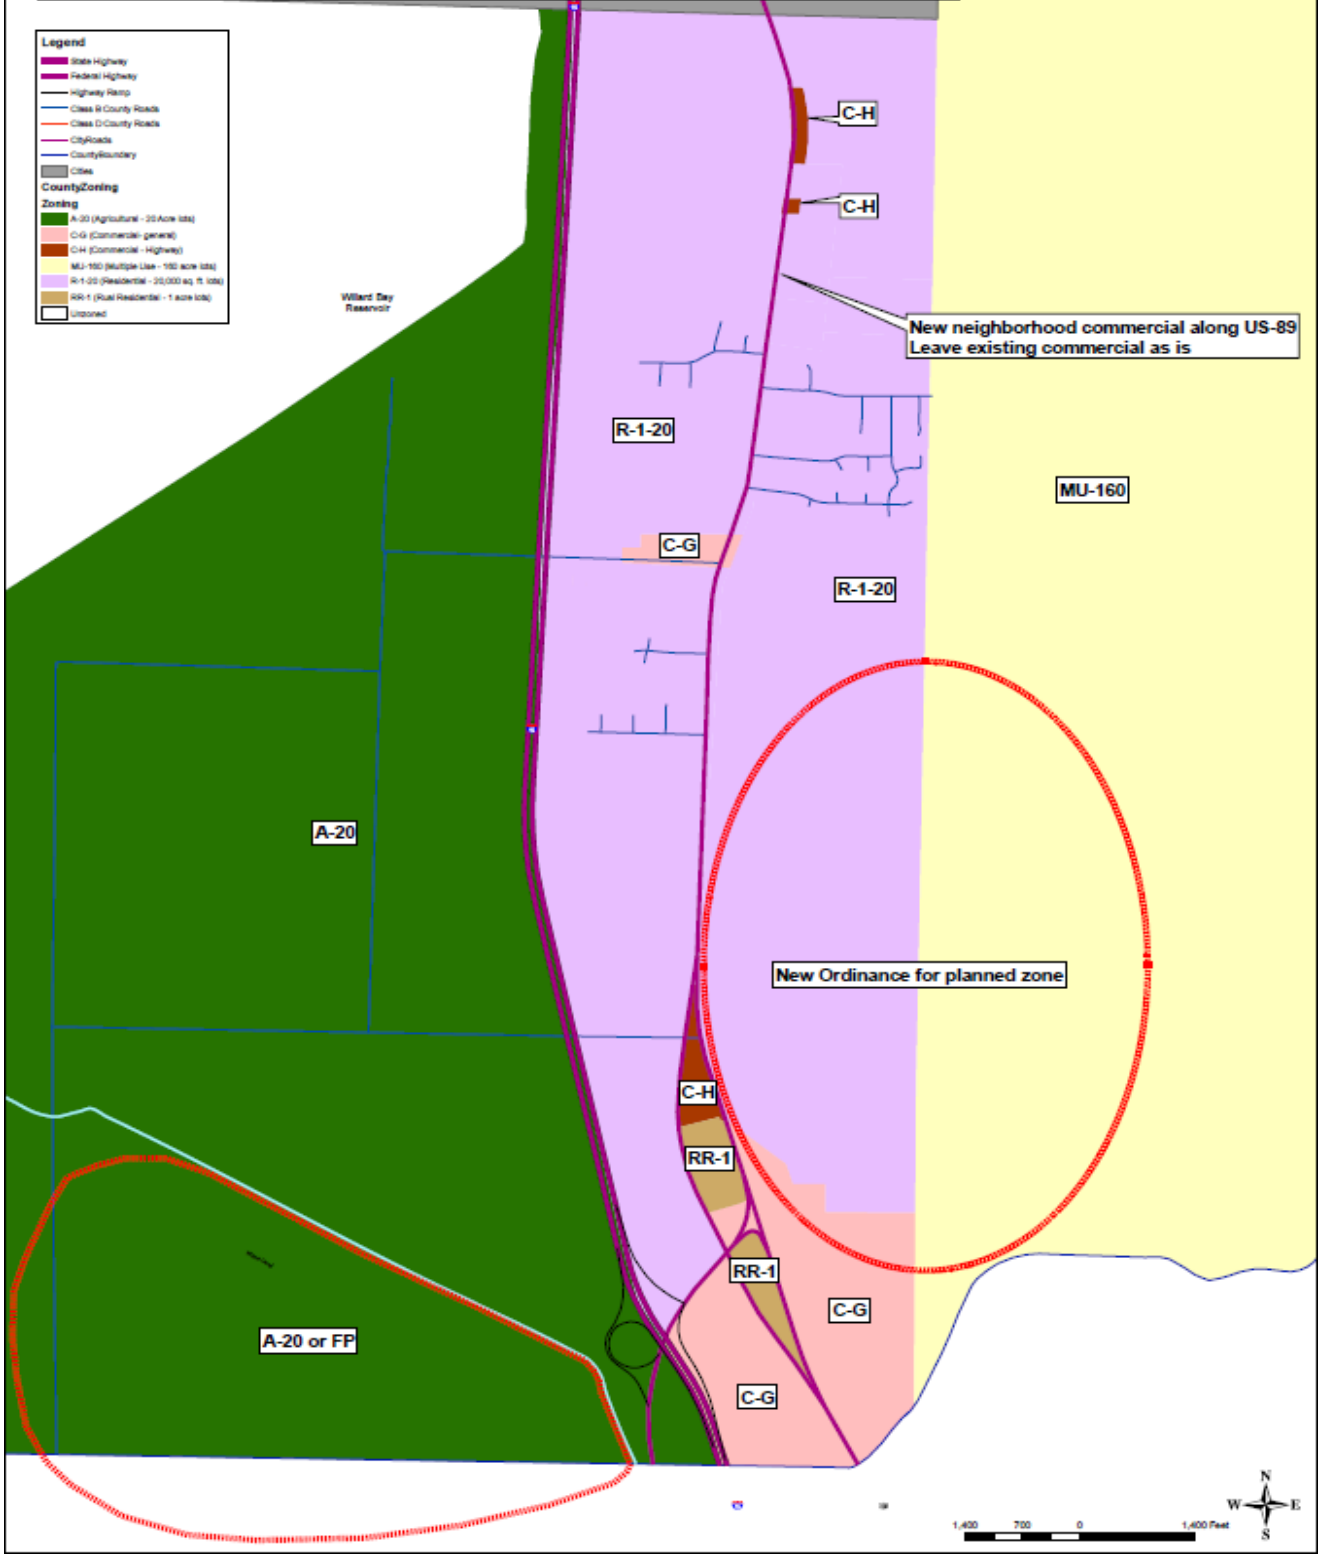 Legend
State Highway
Federal Highway
Highway Ramp
Class B County Roads
Class D County Roads
CityRoads
CountyBoundary
Cities
CountyZoning
Zoning
A-20 (Agricultural - 20 Acre lots)
C-G (Commercial- general)
C-H (Commercial - Highway)
MU-160 (Multiple Use - 160 acre lots)
R-1-20 (Residential - 20,000 sq. ft. lots)
RR-1 (Rual Residential - 1 acre lots)
Unzoned
Willard Bay
Reservoir
C-H
C-H
New neighborhood commercial along US-89
Leave existing commercial as is
R-1-20
MU-160
C-G
R-1-20
A-20
New Ordinance for planned zone
C-H
RR-1
RR-1
C-G
A-20 or FP
C-G
N
W E
S
1,400 700 0 1,400 Feet